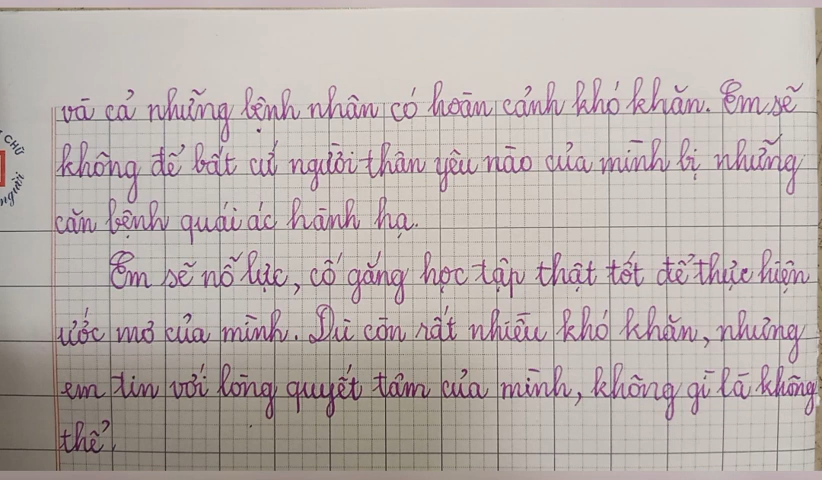 CHỮ
người
và cả những bệnh nhân có hoàn cảnh khó khăn. Em sẽ
không để bất cứ người thân yêu nào của mình bị những
căn bệnh quái ác hành hạ.
Em sẽ nỗ lực, cố gắng học tập thật tốt để thực hiện
ước mơ của mình. Dù còn rất nhiều khó khăn, nhưng
em tin với lòng quyết tâm của mình, không gì là không
thể.